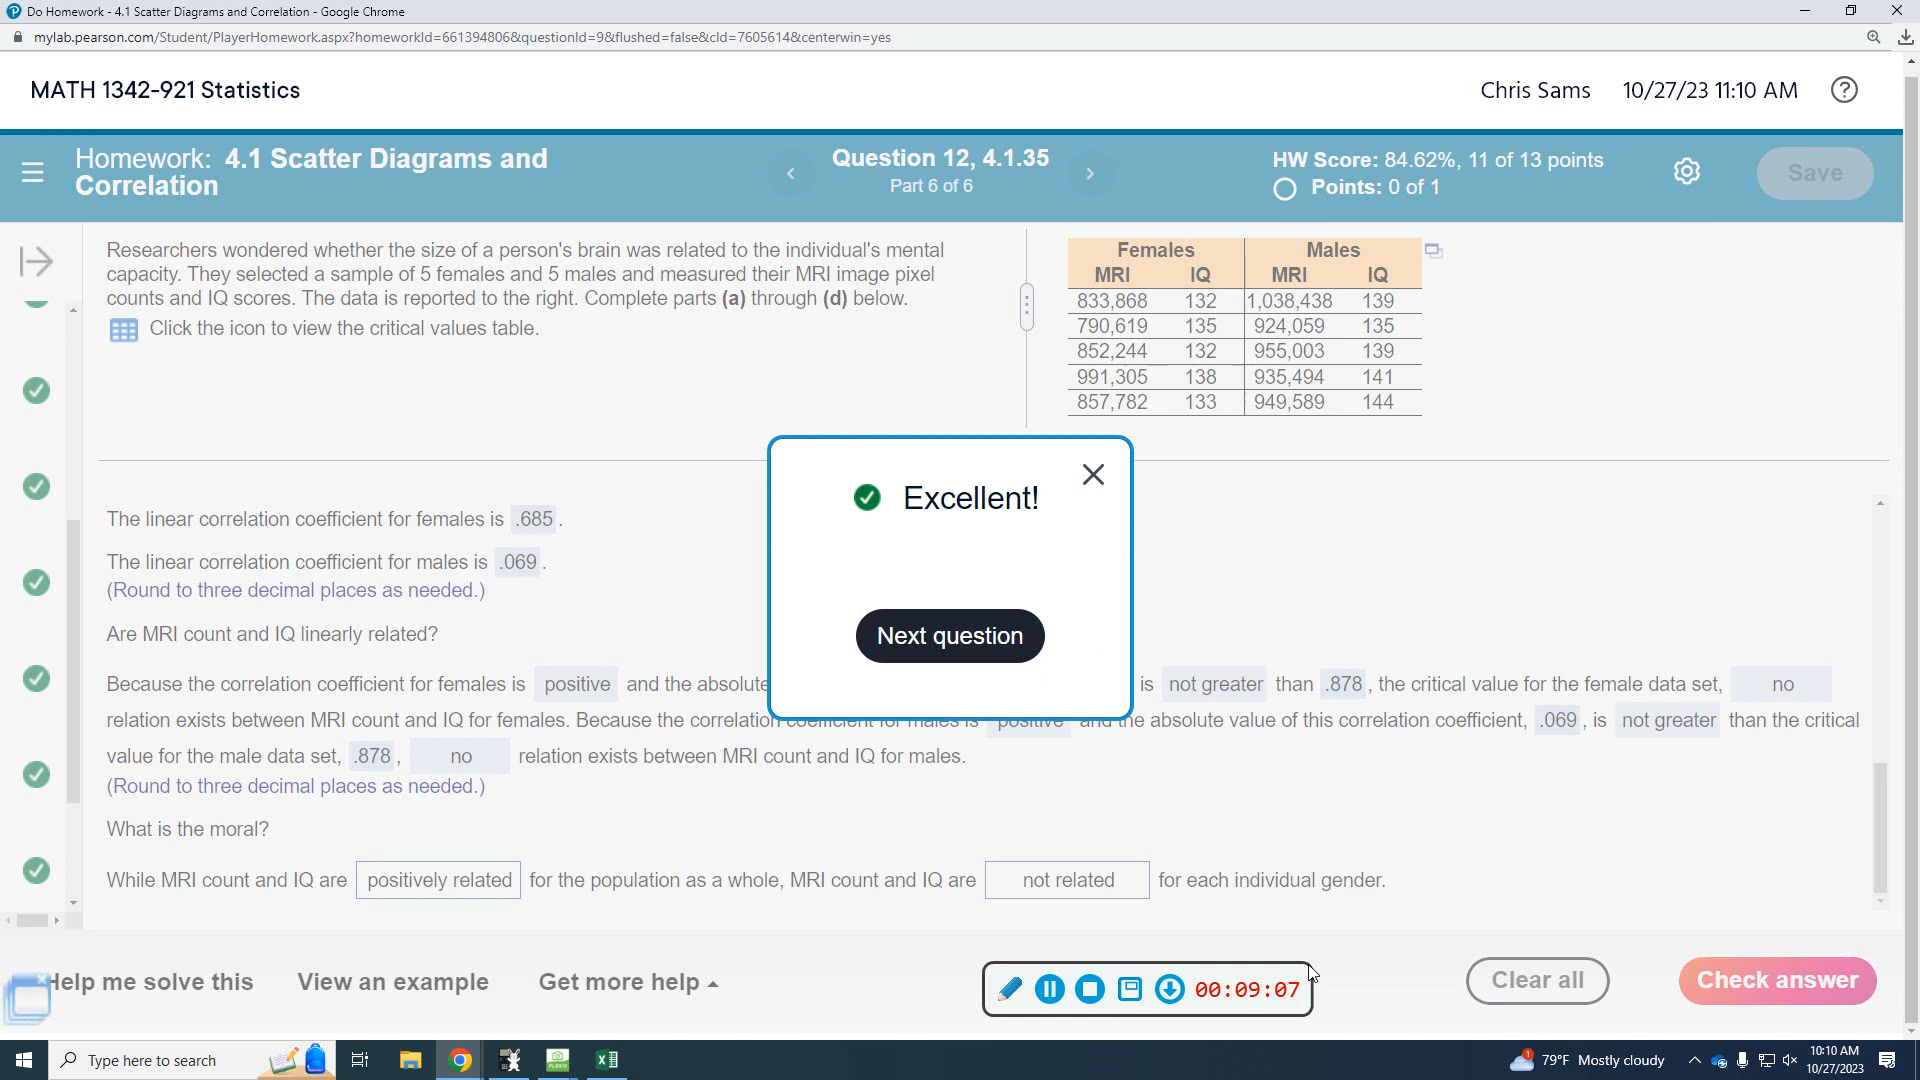 Do Homework - 4.1 Scatter Diagrams and Correlation - Google Chrome
mylab.pearson.com/Student/PlayerHomework.aspx?homeworkId=661394806&questionId=9&flushed=false&cId=7605614&centerwin=yes
MATH 1342-921 Statistics
Chris Sams 10/27/23 11:10 AM
Homework: 4.1 Scatter Diagrams and
Correlation
Question 12, 4.1.35
Part 6 of 6
HW Score: 84.62%, 11 of 13 points
Points: 0 of 1
Save
Researchers wondered whether the size of a person's brain was related to the individual's mental
capacity. They selected a sample of 5 females and 5 males and measured their MRI image pixel
counts and IQ scores. The data is reported to the right. Complete parts (a) through (d) below.
Click the icon to view the critical values table.
Females Males
MRI IQ MRI IQ
833,868 132 1,038,438 139
790,619 135 924,059 135
852,244 132 955,003 139
991,305 138 935,494 141
857,782 133 949,589 144
Excellent!
Next question
The linear correlation coefficient for females is .685.
The linear correlation coefficient for males is .069.
(Round to three decimal places as needed.)
Are MRI count and IQ linearly related?
Because the correlation coefficient for females is positive and the absolute is not greater than .878, the critical value for the female data set, no
relation exists between MRI count and IQ for females. Because the correlation coefficient for males is positive and the absolute value of this correlation coefficient, .069, is not greater than the critical
value for the male data set, .878, no relation exists between MRI count and IQ for males.
(Round to three decimal places as needed.)
What is the moral?
While MRI count and IQ are positively related for the population as a whole, MRI count and IQ are not related for each individual gender.
Help me solve this View an example Get more help
00:09:07
Clear all
Check answer
Type here to search
1
79°F Mostly cloudy
10:10 AM
10/27/2023